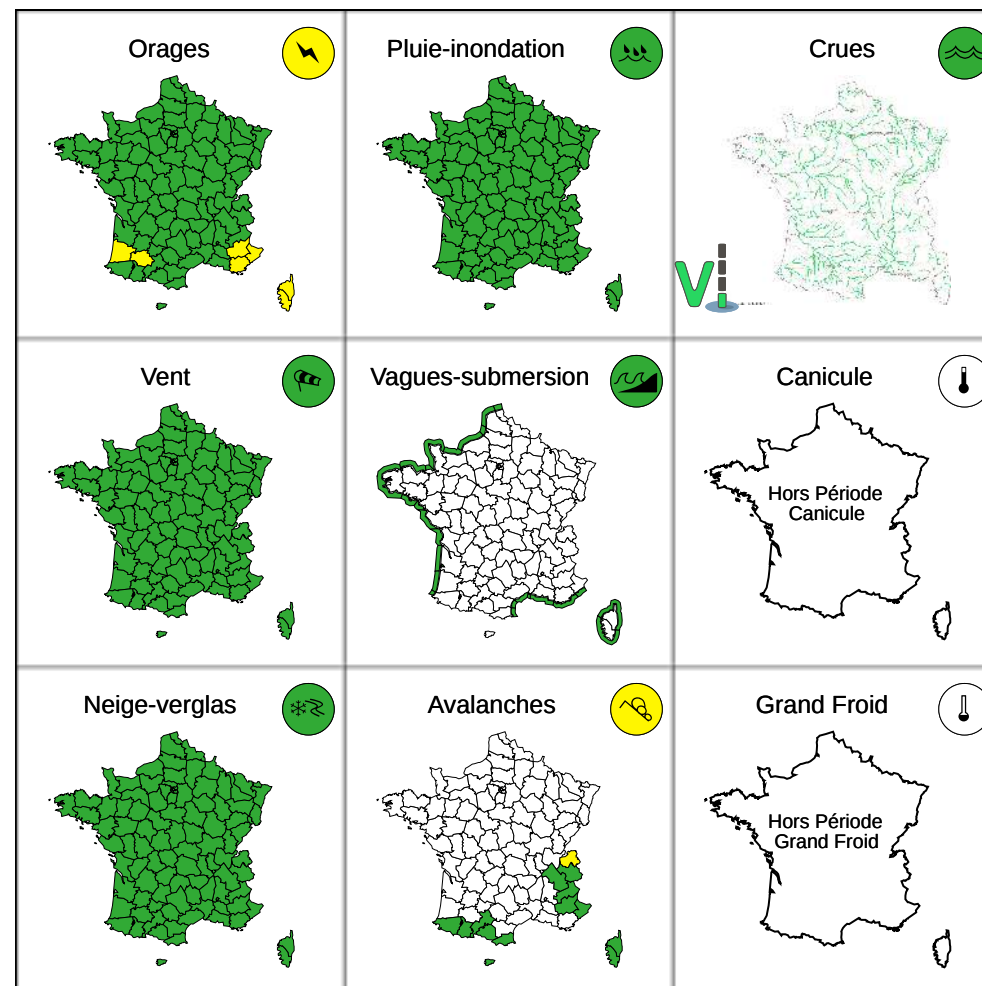 Orages
Pluie-inondation
Crues
Vi
Vent
Vagues-submersion
Canicule
Hors Période
Canicule
Neige-verglas
Avalanches
Grand Froid
Hors Période
Grand Froid